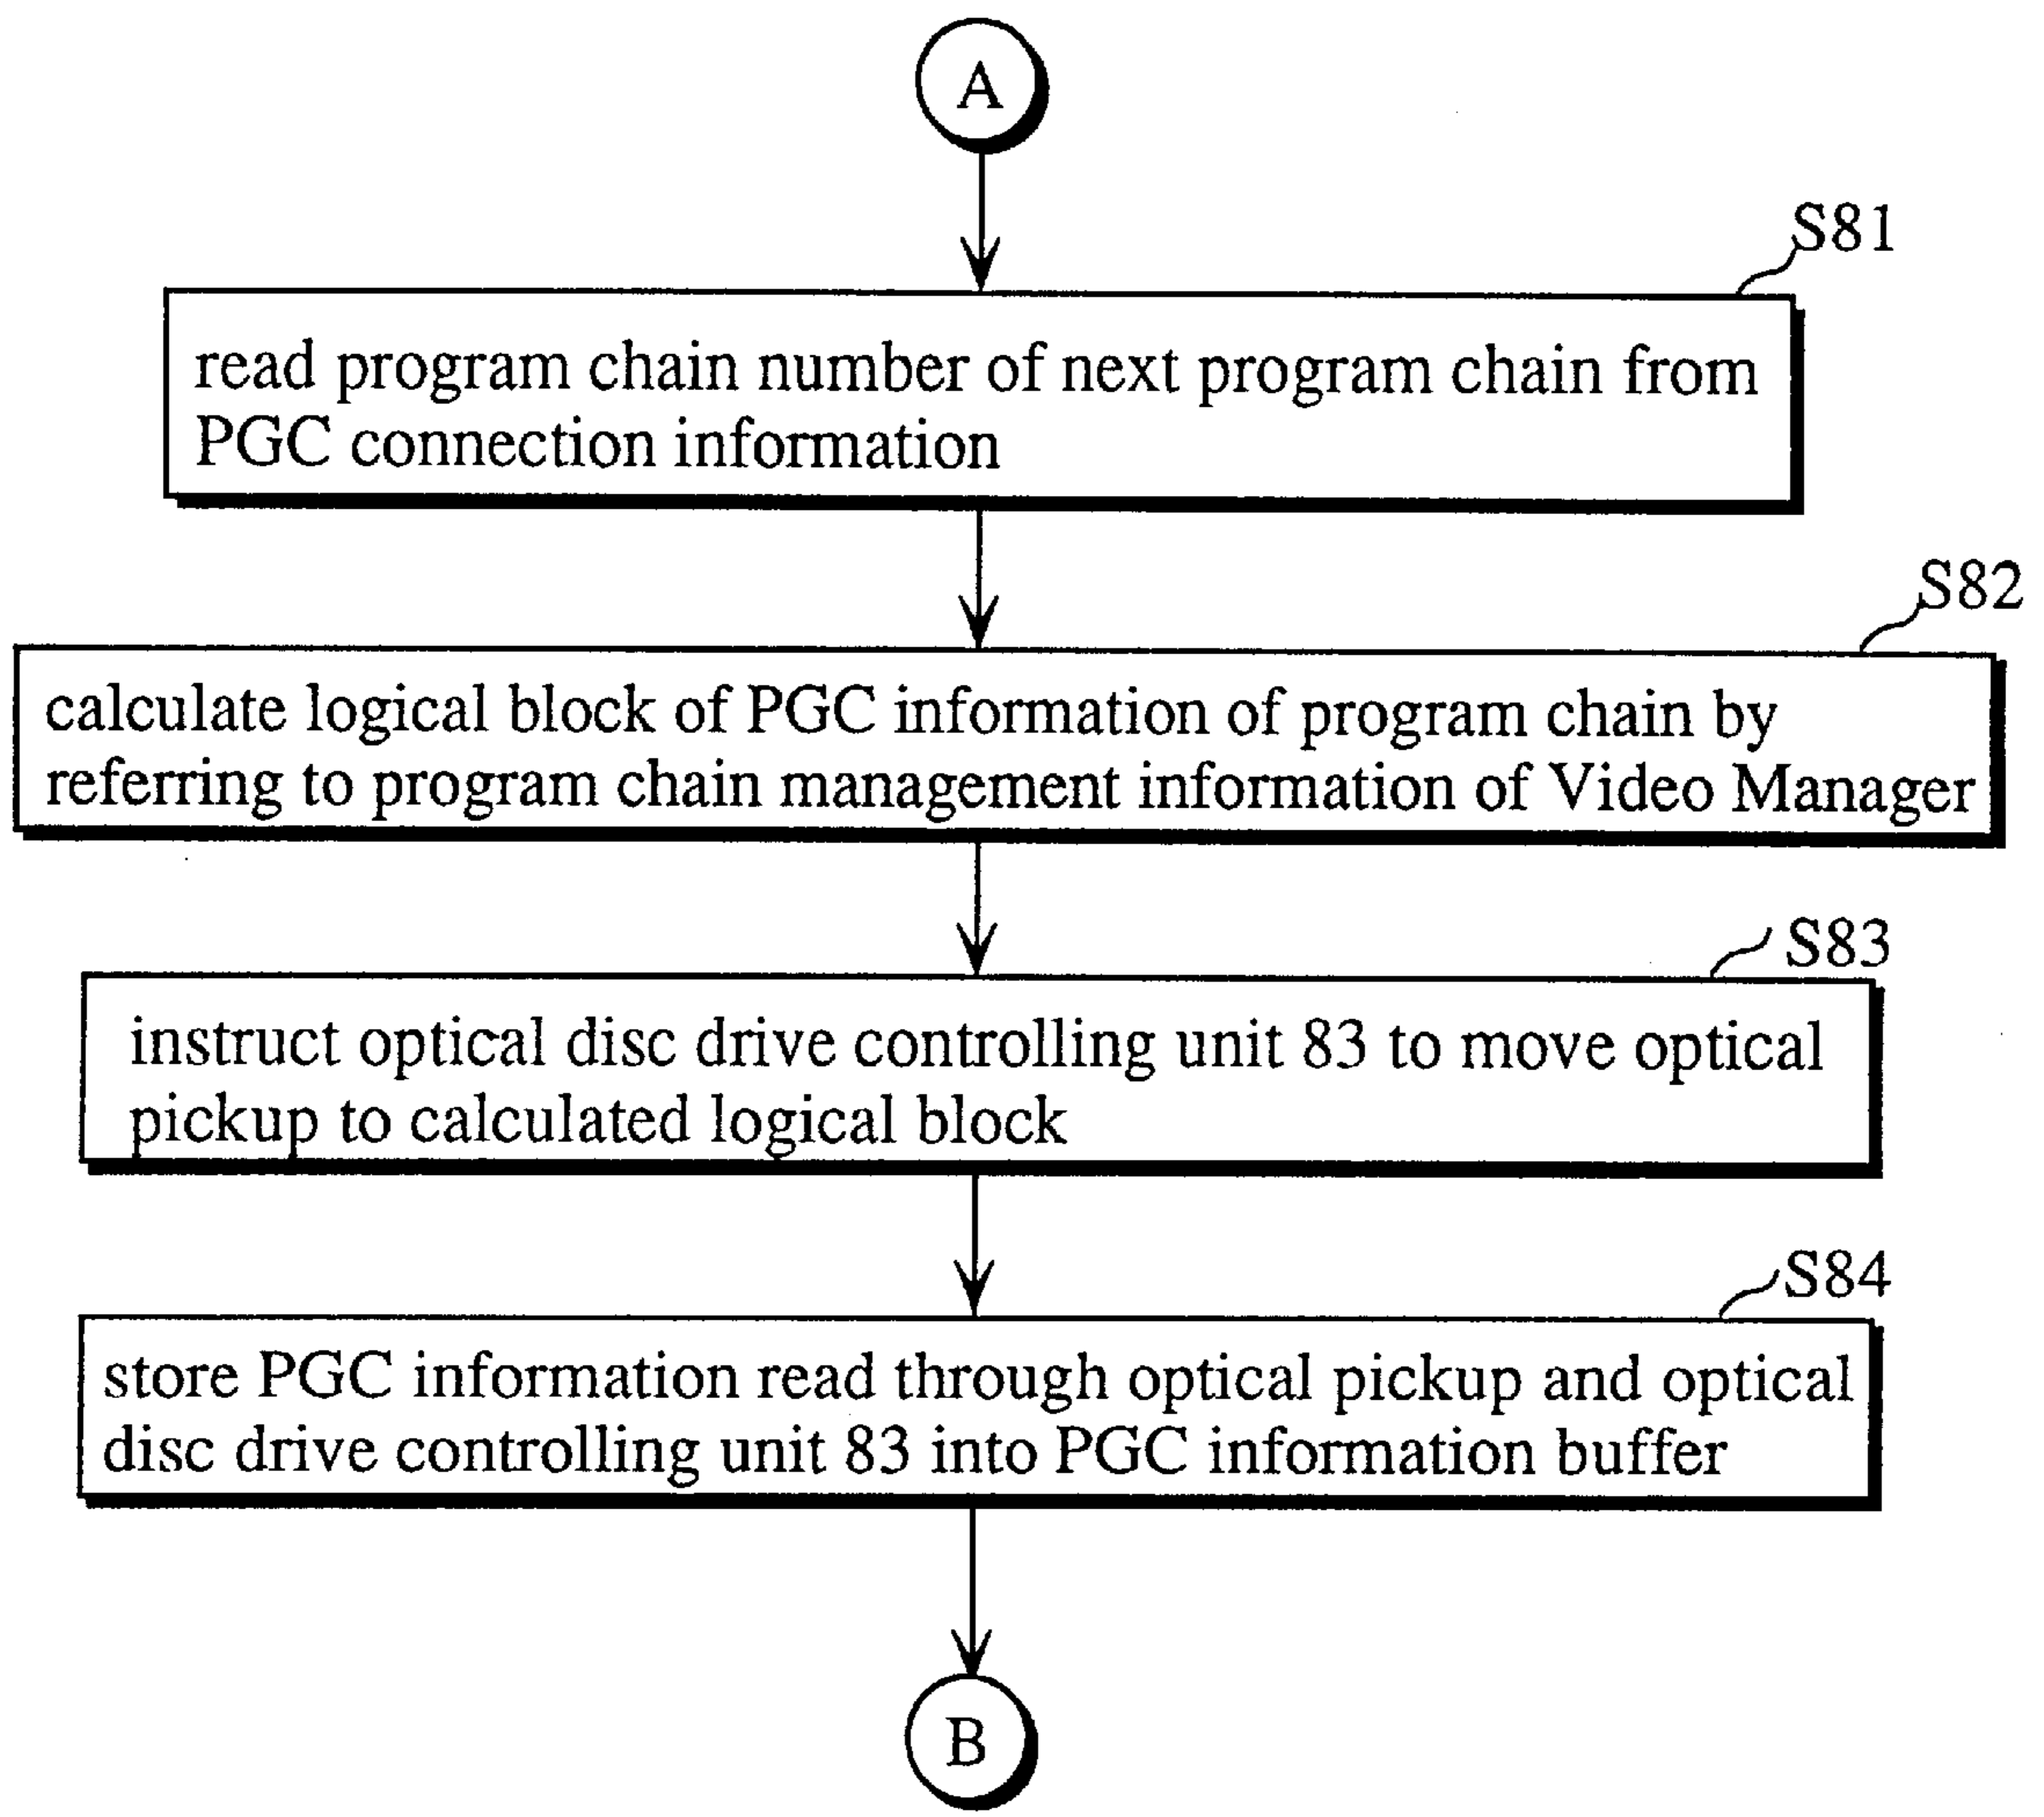 A
S81
read program chain number of next program chain from
PGC connection information
S82
calculate logical block of PGC information of program chain by
referring to program chain management information of Video Manager
S83
instruct optical disc drive controlling unit 83 to move optical
pickup to calculated logical block
S84
store PGC information read through optical pickup and optical
disc drive controlling unit 83 into PGC information buffer
B